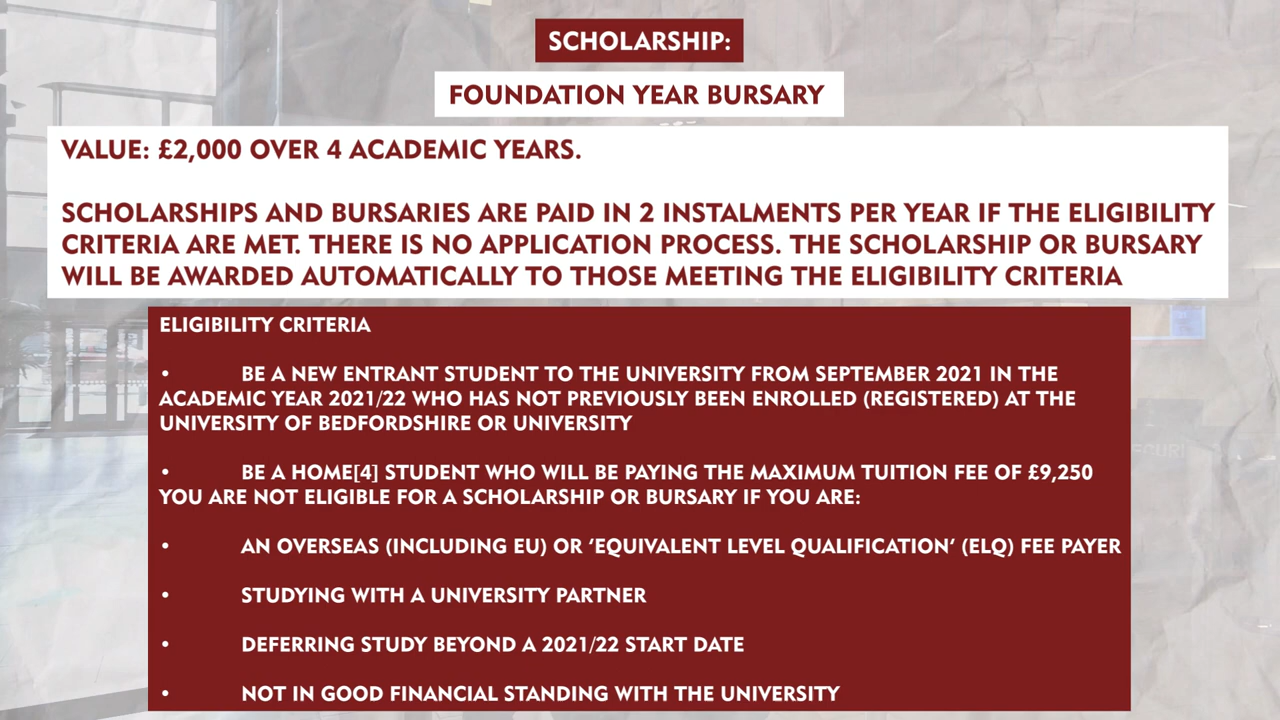 SCHOLARSHIP:
FOUNDATION YEAR BURSARY
VALUE: £2,000 OVER 4 ACADEMIC YEARS.
SCHOLARSHIPS AND BURSARIES ARE PAID IN 2 INSTALMENTS PER YEAR IF THE ELIGIBILITY
CRITERIA ARE MET. THERE IS NO APPLICATION PROCESS. THE SCHOLARSHIP OR BURSARY
WILL BE AWARDED AUTOMATICALLY TO THOSE MEETING THE ELIGIBILITY CRITERIA
ELIGIBILITY CRITERIA
• BE A NEW ENTRANT STUDENT TO THE UNIVERSITY FROM SEPTEMBER 2021 IN THE
ACADEMIC YEAR 2021/22 WHO HAS NOT PREVIOUSLY BEEN ENROLLED (REGISTERED) AT THE
UNIVERSITY OF BEDFORDSHIRE OR UNIVERSITY
• BE A HOME[4] STUDENT WHO WILL BE PAYING THE MAXIMUM TUITION FEE OF £9,250
YOU ARE NOT ELIGIBLE FOR A SCHOLARSHIP OR BURSARY IF YOU ARE:
• AN OVERSEAS (INCLUDING EU) OR ‘EQUIVALENT LEVEL QUALIFICATION’ (ELQ) FEE PAYER
• STUDYING WITH A UNIVERSITY PARTNER
• DEFERRING STUDY BEYOND A 2021/22 START DATE
• NOT IN GOOD FINANCIAL STANDING WITH THE UNIVERSITY